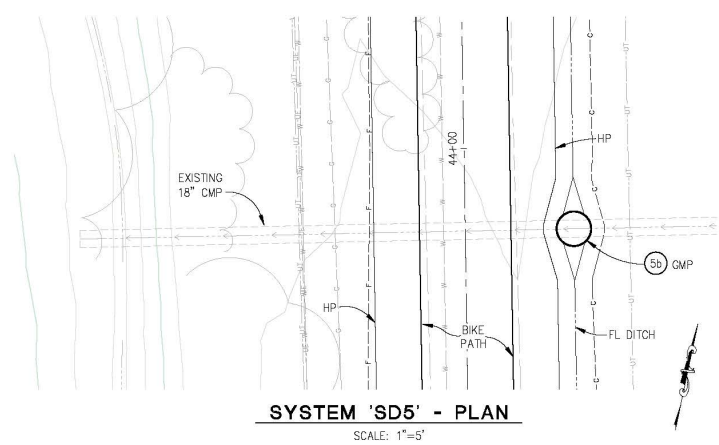 44+00
HP
EXISTING
18" CMP
5b GMP
HP
BIKE
PATH
FL DITCH
SYSTEM 'SD5' - PLAN
SCALE: 1"=5'